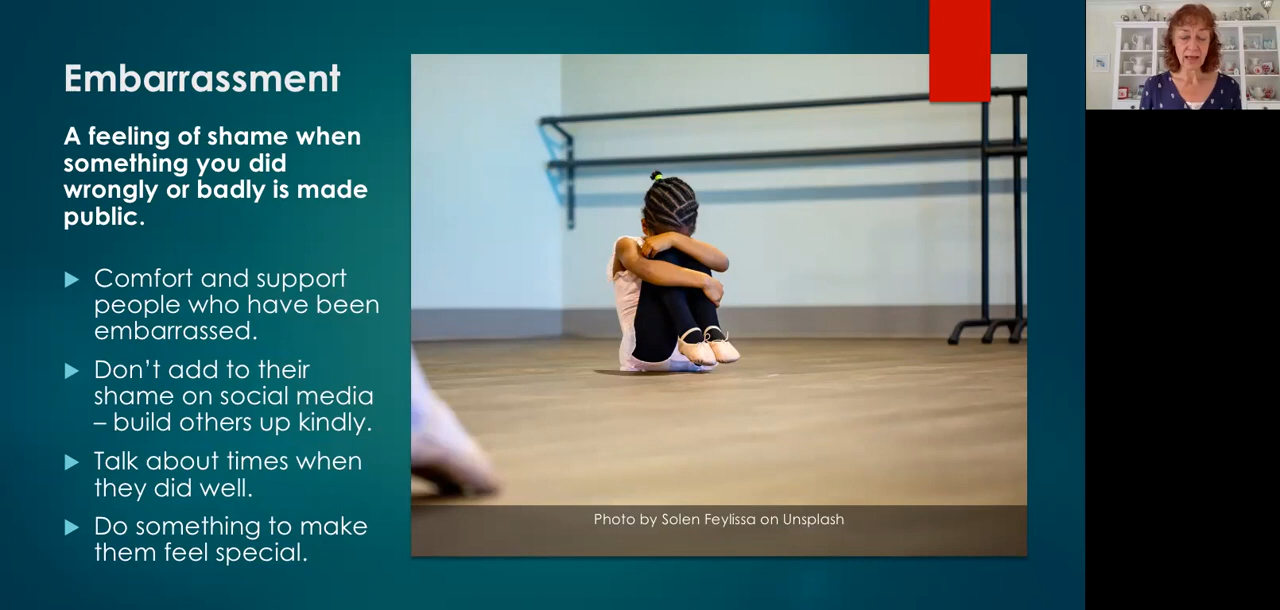 Embarrassment
A feeling of shame when
something you did
wrongly or badly is made
public.
Comfort and support
people who have been
embarrassed.
Don’t add to their
shame on social media
– build others up kindly.
Talk about times when
they did well.
Do something to make
them feel special.
Photo by Solen Feylissa on Unsplash